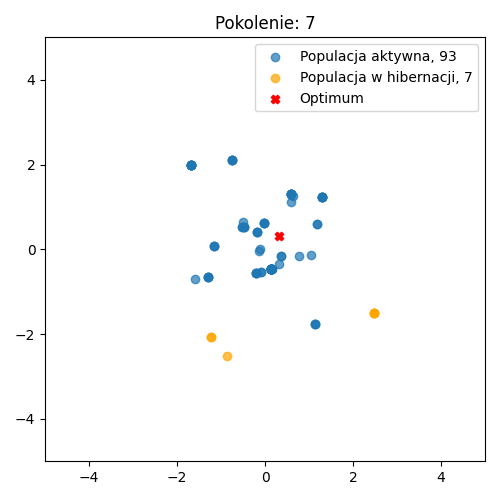 Pokolenie: 7
Populacja aktywna, 93
Populacja w hibernacji, 7
Optimum
4
2
0
−2
−4
−4 −2 0 2 4